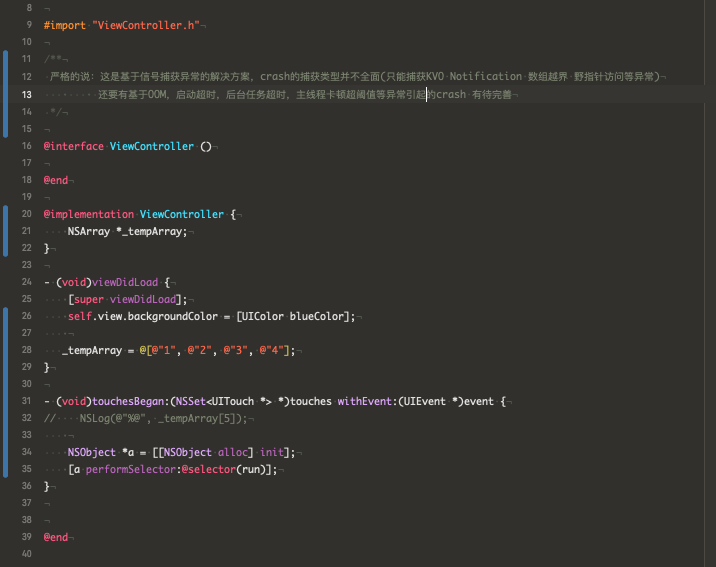 8
9 #import "ViewController.h"
10
11 /**
12 严格的说：这是基于信号捕获异常的解决方案，crash的捕获类型并不全面(只能捕获KVO Notification 数组越界 野指针访问等异常)
13 还要有基于OOM，启动超时，后台任务超时，主线程卡顿超阈值等异常引起的crash 有待完善
14 */
15
16 @interface ViewController ()
17
18 @end
19
20 @implementation ViewController {
21 NSArray *_tempArray;
22 }
23
24 - (void)viewDidLoad {
25 [super viewDidLoad];
26 self.view.backgroundColor = [UIColor blueColor];
27
28 _tempArray = @[@"1", @"2", @"3", @"4"];
29 }
30
31 - (void)touchesBegan:(NSSet<UITouch *> *)touches withEvent:(UIEvent *)event {
32 // NSLog(@"%@", _tempArray[5]);
33
34 NSObject *a = [[NSObject alloc] init];
35 [a performSelector:@selector(run)];
36 }
37
38
39 @end
40